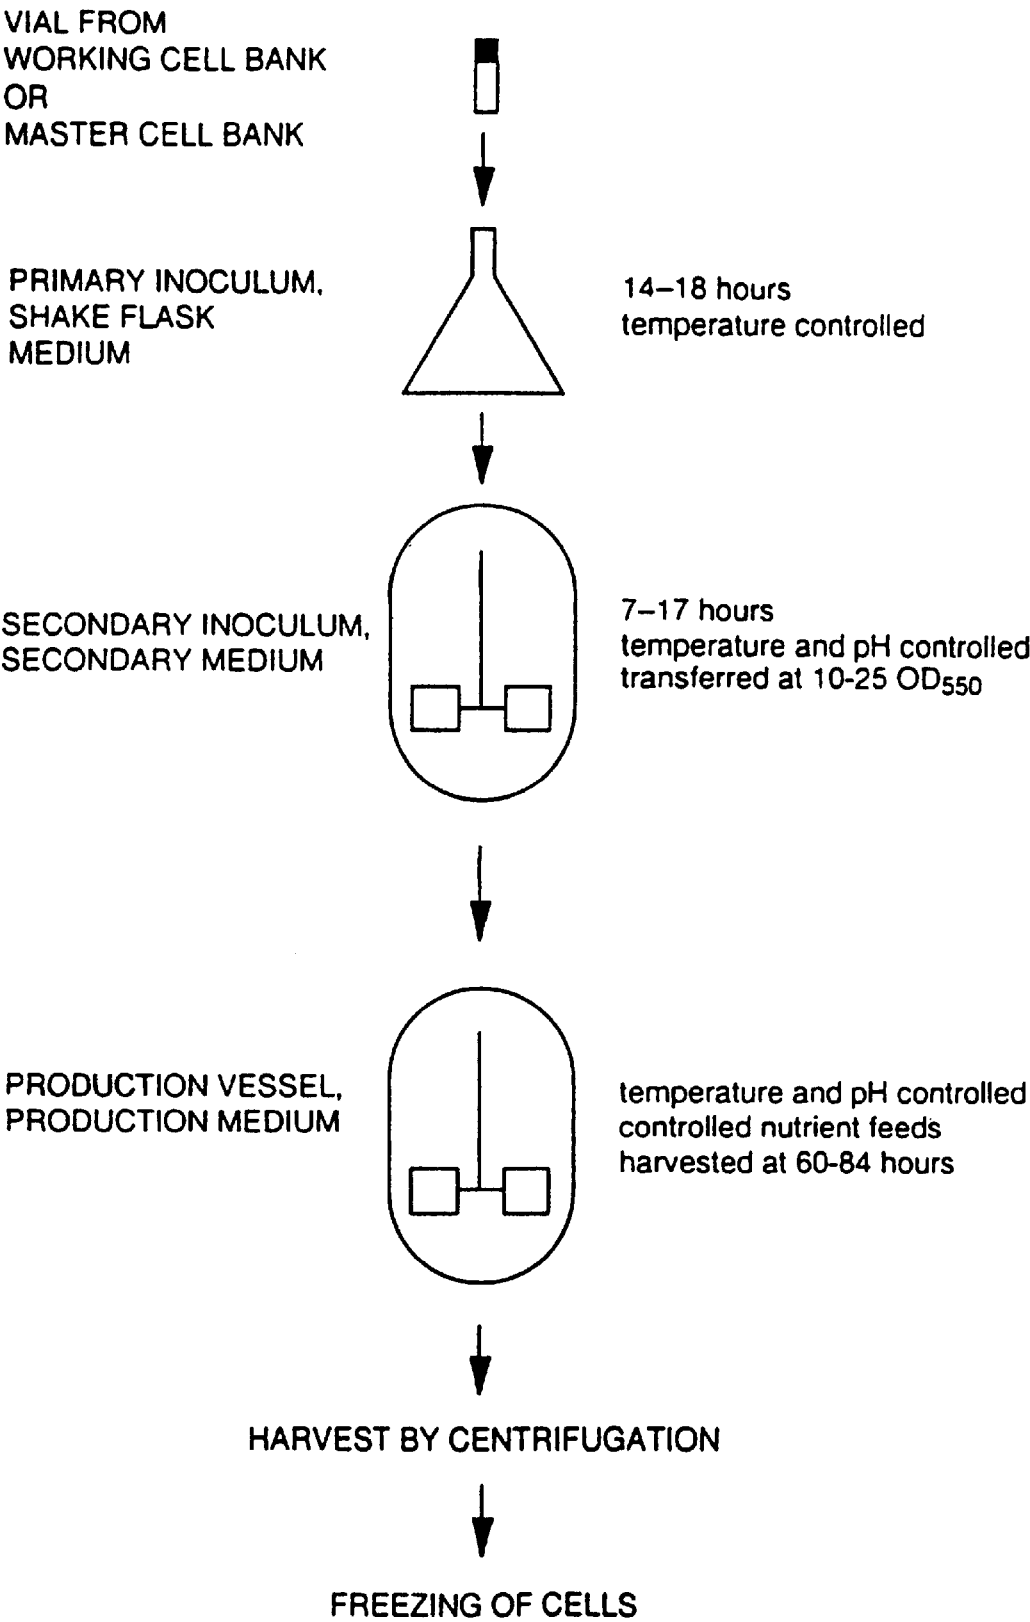 VIAL FROM
WORKING CELL BANK
OR
MASTER CELL BANK
PRIMARY INOCULUM,
SHAKE FLASK
MEDIUM
14–18 hours
temperature controlled
SECONDARY INOCULUM,
SECONDARY MEDIUM
7–17 hours
temperature and pH controlled
transferred at 10-25 OD550
PRODUCTION VESSEL,
PRODUCTION MEDIUM
temperature and pH controlled
controlled nutrient feeds
harvested at 60-84 hours
HARVEST BY CENTRIFUGATION
FREEZING OF CELLS